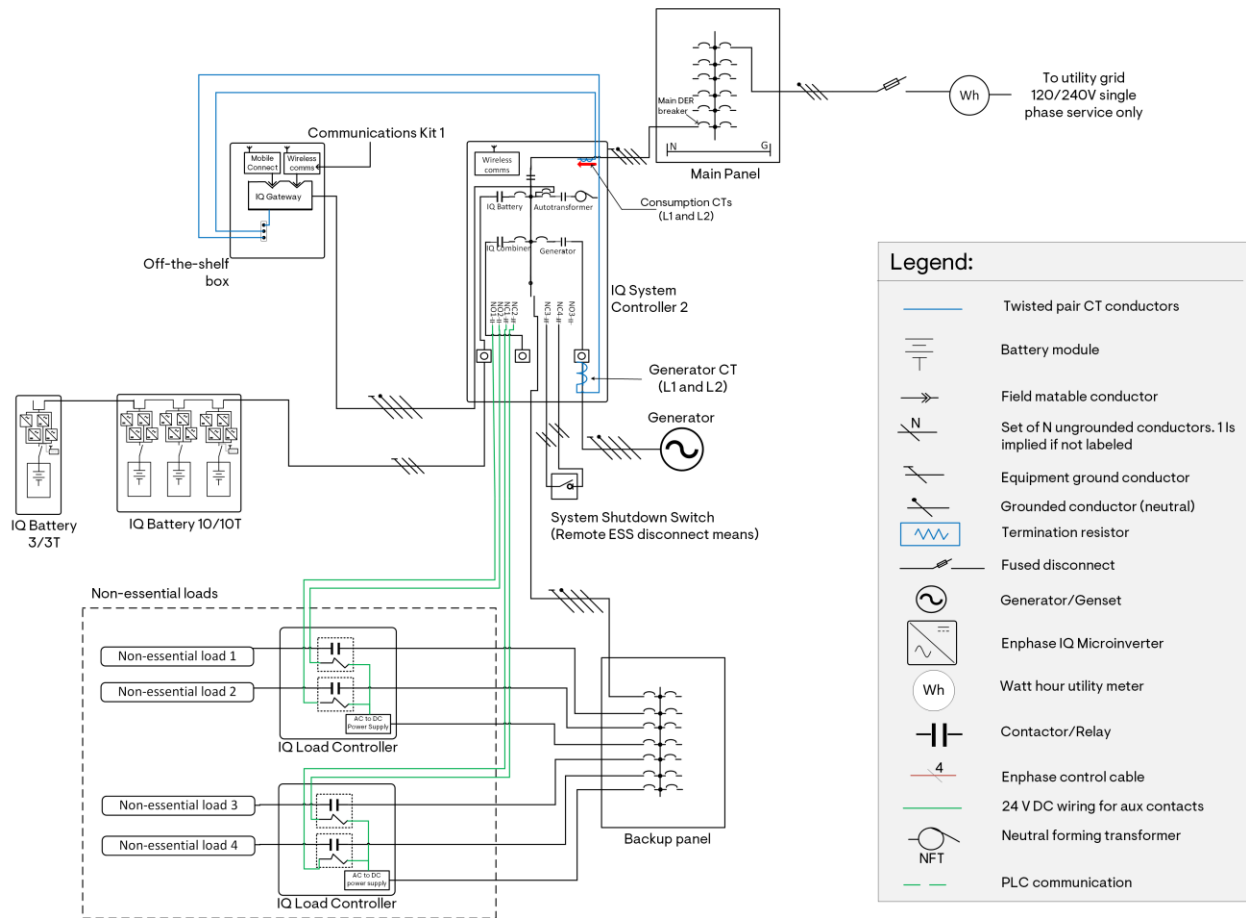 To utility grid
120/240V single
phase service only
Wh
Main DER
breaker
N
G
Main Panel
Communications Kit 1
Mobile
Connect
Wireless
comms
IQ Gateway
Off-the-shelf
box
Wireless
comms
Consumption CTs
(L1 and L2)
IQ Battery
Autotransformer
IQ Combiner
Generator
IQ System
Controller 2
NO1
NO2
NC1
NC2
NC3
NC4
NO3
Generator CT
(L1 and L2)
Generator
System Shutdown Switch
(Remote ESS disconnect means)
IQ Battery
3/3T
IQ Battery 10/10T
Non-essential loads
Non-essential load 1
Non-essential load 2
AC to DC
Power Supply
IQ Load Controller
Non-essential load 3
Non-essential load 4
AC to DC
power supply
IQ Load Controller
Backup panel
Legend:
Twisted pair CT conductors
Battery module
Field matable conductor
N
Set of N ungrounded conductors. 1 Is
implied if not labeled
Equipment ground conductor
Grounded conductor (neutral)
Termination resistor
Fused disconnect
Generator/Genset
Enphase IQ Microinverter
Wh
Watt hour utility meter
Contactor/Relay
4
Enphase control cable
24 V DC wiring for aux contacts
Neutral forming transformer
NFT
PLC communication